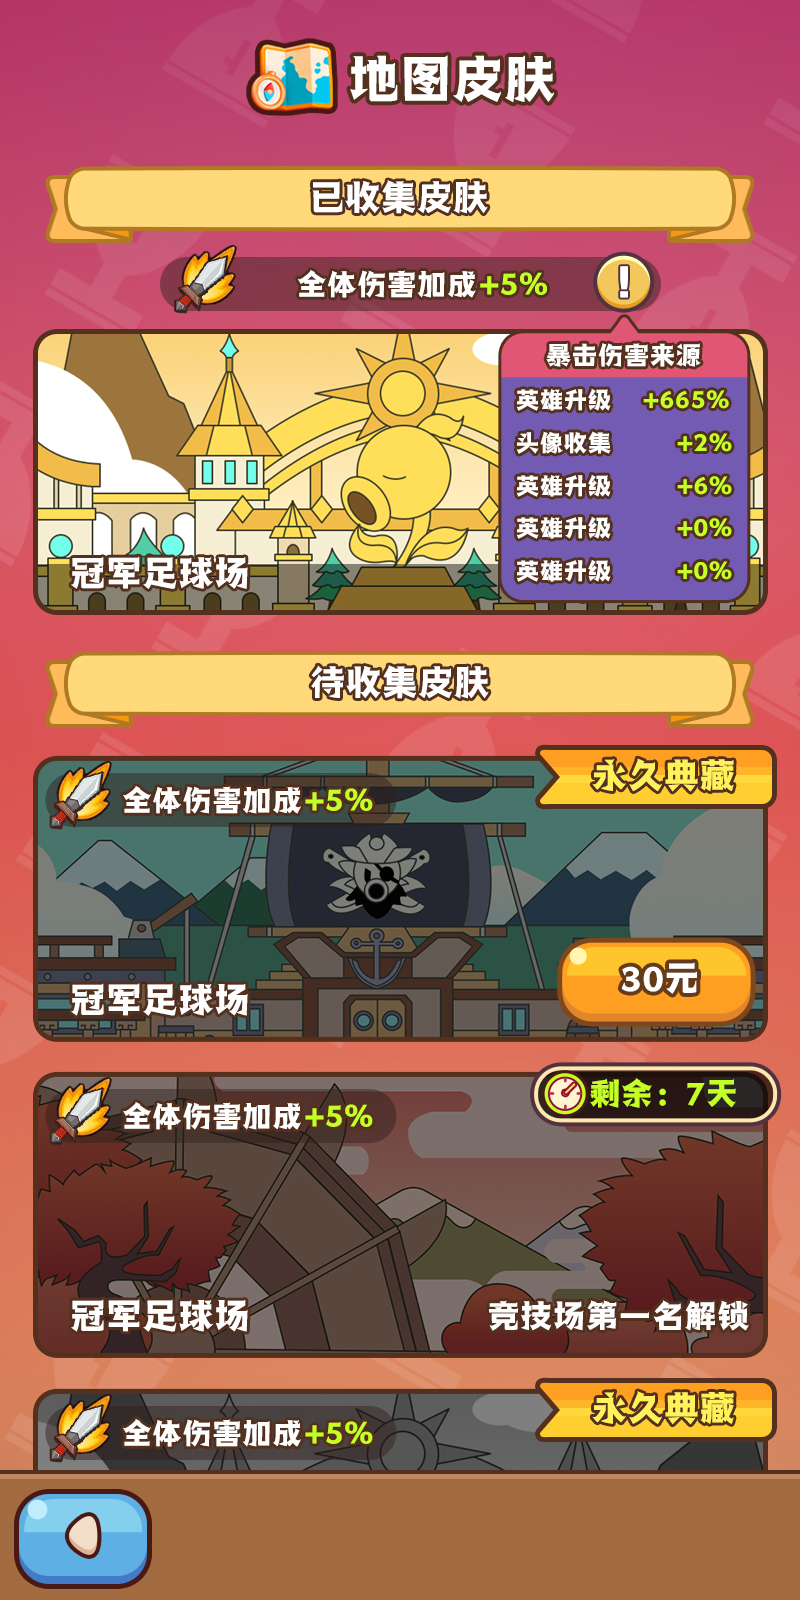 地图皮肤
已收集皮肤
全体伤害加成+5%
!
暴击伤害来源
英雄升级 +665%
头像收集 +2%
英雄升级 +6%
英雄升级 +0%
英雄升级 +0%
冠军足球场
待收集皮肤
永久典藏
全体伤害加成+5%
30元
冠军足球场
剩余：7天
全体伤害加成+5%
冠军足球场
竞技场第一名解锁
永久典藏
全体伤害加成+5%